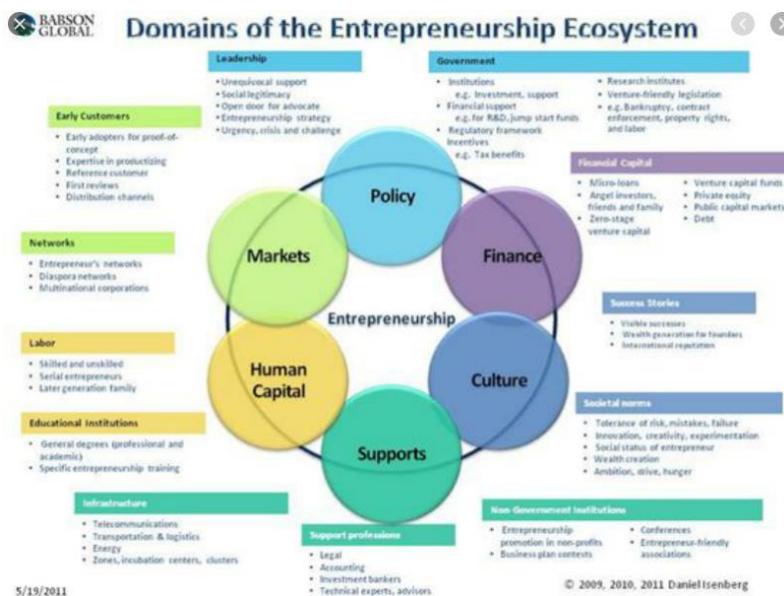 BABSON
GLOBAL
Domains of the Entrepreneurship Ecosystem
Leadership
• Unequivocal support
• Social legitimacy
• Open door for advocate
• Entrepreneurship strategy
• Urgency, crisis and challenge
Government
• Institutions
e.g. Investment, support
• Financial support
e.g. for R&D, jump start funds
• Regulatory framework
Incentives
e.g. Tax benefits
• Research institutes
• Venture-friendly legislation
• e.g. Bankruptcy, contract
enforcement, property rights,
and labor
Early Customers
• Early adopters for proof-of-
concept
• Expertise in productizing
• Reference customer
• First reviews
• Distribution channels
Financial Capital
• Micro-loans
• Angel investors,
friends and family
• Zero-stage
venture capital
• Venture capital funds
• Private equity
• Public capital markets
• Debt
Policy
Markets
Finance
Entrepreneurship
Human
Capital
Culture
Supports
Networks
• Entrepreneur's networks
• Diaspora networks
• Multinational corporations
Success Stories
• Visible successes
• Wealth generation for founders
• International reputation
Labor
• Skilled and unskilled
• Serial entrepreneurs
• Later generation family
Societal norms
• Tolerance of risk, mistakes, failure
• Innovation, creativity, experimentation
• Social status of entrepreneur
• Wealth creation
• Ambition, drive, hunger
Educational Institutions
• General degrees (professional and
academic)
• Specific entrepreneurship training
Infrastructure
• Telecommunications
• Transportation & logistics
• Energy
• Zones, incubation centers, clusters
Support professions
• Legal
• Accounting
• Investment bankers
• Technical experts, advisors
Non-Government Institutions
• Entrepreneurship
promotion in non-profits
• Business plan contests
• Conferences
• Entrepreneur-friendly
associations
5/19/2011
© 2009, 2010, 2011 Daniel Isenberg